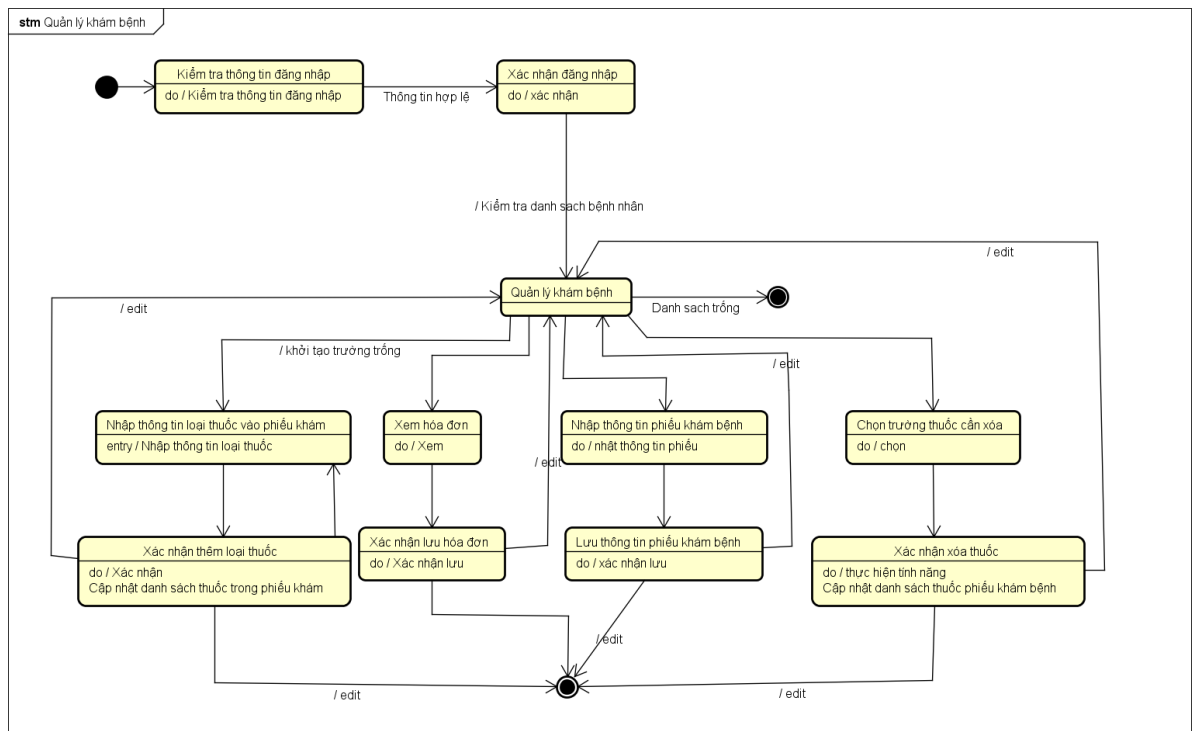 stm Quản lý khám bệnh
Kiểm tra thông tin đăng nhập
do / Kiểm tra thông tin đăng nhập
Thông tin hợp lệ
Xác nhận đăng nhập
do / xác nhận
/ Kiểm tra danh sach bệnh nhân
/ edit
Quản lý khám bệnh
Danh sach trống
/ edit
/ khởi tạo trướng trống
/ edit
Nhập thông tin loại thuốc vào phiếu khám
entry / Nhập thông tin loại thuốc
Xem hóa đơn
do / Xem
Nhập thông tin phiếu khám bệnh
do / nhật thông tin phiếu
Chọn trướng thuốc cần xóa
do / chọn
/ edit
Xác nhận thêm loại thuốc
do / Xác nhận
Cập nhật danh sách thuốc trong phiếu khám
Xác nhận lưu hóa đơn
do / Xác nhận lưu
Lưu thông tin phiếu khám bệnh
do / xác nhận lưu
Xác nhận xóa thuốc
do / thực hiện tính năng
Cập nhật danh sách thuốc phiếu khám bệnh
/ edit
/ edit
/ edit